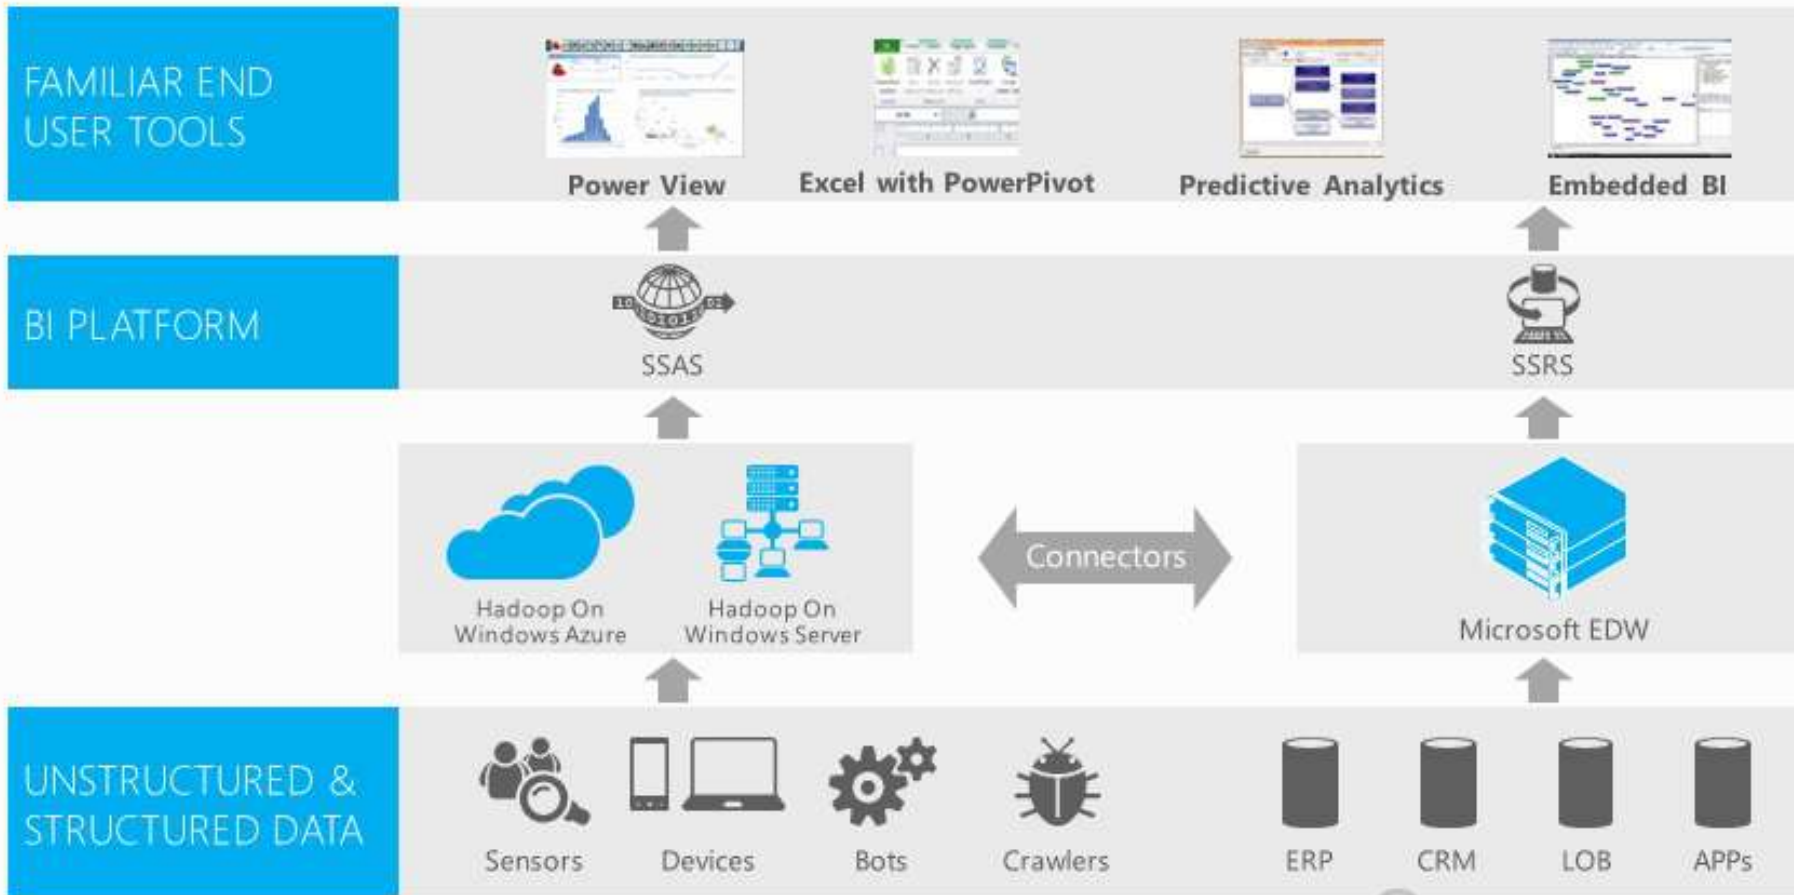 FAMILIAR END
USER TOOLS
Power View
Excel with PowerPivot
Predictive Analytics
Embedded BI
BI PLATFORM
SSAS
SSRS
Hadoop On
Windows Azure
Hadoop On
Windows Server
Connectors
Microsoft EDW
UNSTRUCTURED &
STRUCTURED DATA
Sensors
Devices
Bots
Crawlers
ERP
CRM
LOB
APPs